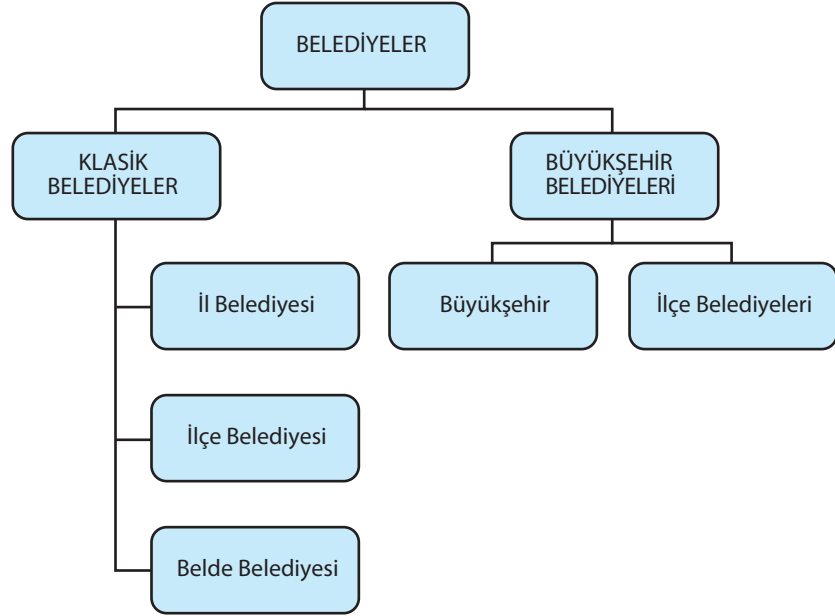 BELEDİYELER
KLASİK
BELEDİYELER
BÜYÜKŞEHİR
BELEDİYELERİ
İl Belediyesi
Büyükşehir
İlçe Belediyeleri
İlçe Belediyesi
Belde Belediyesi